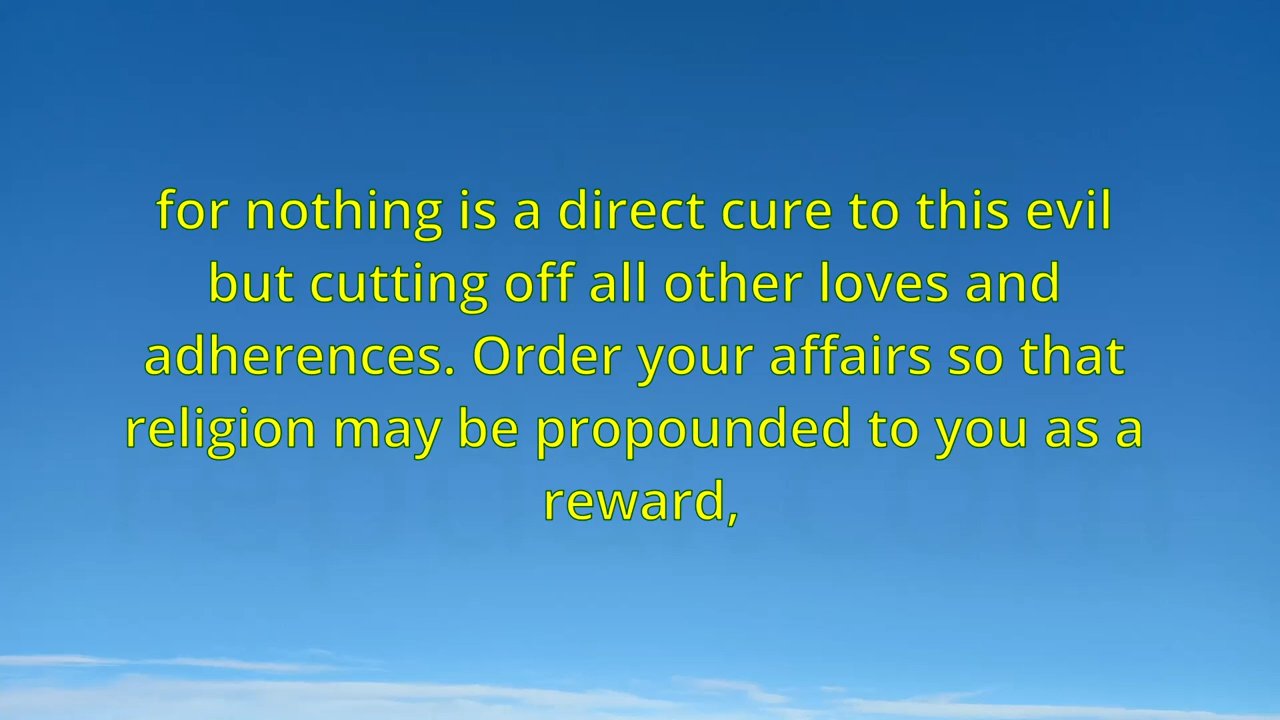 for nothing is a direct cure to this evil
but cutting off all other loves and
adherences. Order your affairs so that
religion may be propounded to you as a
reward,